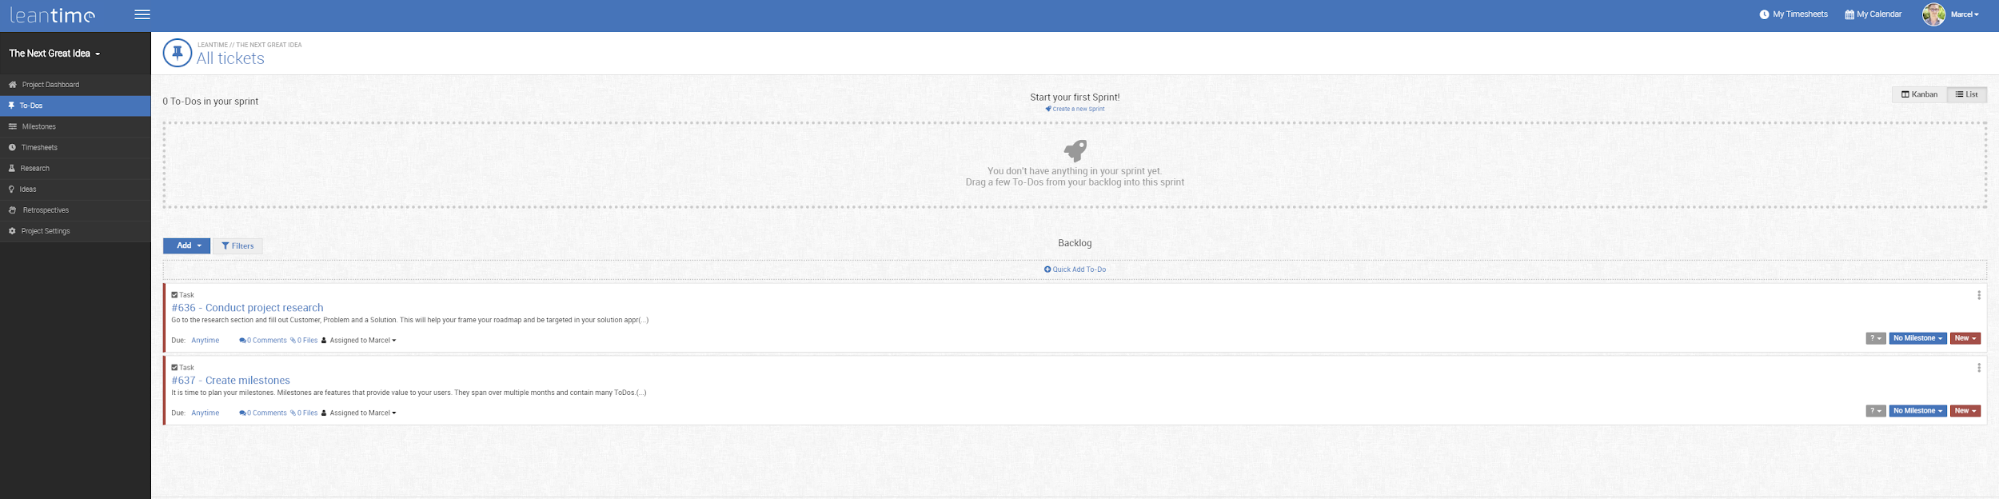 leantime
My Timesheets
My Calendar
Marcel
The Next Great Idea
Project Dashboard
To-Dos
Milestones
Timesheets
Research
Ideas
Retrospectives
Project Settings
LEANTIME // THE NEXT GREAT IDEA
All tickets
0 To-Dos in your sprint
Start your first Sprint!
Create a new Sprint
Kanban
List
You don't have anything in your sprint yet.
Drag a few To-Dos from your backlog into this sprint
Add
Filters
Backlog
Quick Add To-Do
Task
#636 - Conduct project research
Go to the research section and fill out Customer, Problem and a Solution. This will help your frame your roadmap and be targeted in your solution appr(...)
Due: Anytime 0 Comments 0 Files Assigned to Marcel
? No Milestone New
Task
#637 - Create milestones
It is time to plan your milestones. Milestones are features that provide value to your users. They span over multiple months and contain many ToDos.(...)
Due: Anytime 0 Comments 0 Files Assigned to Marcel
? No Milestone New